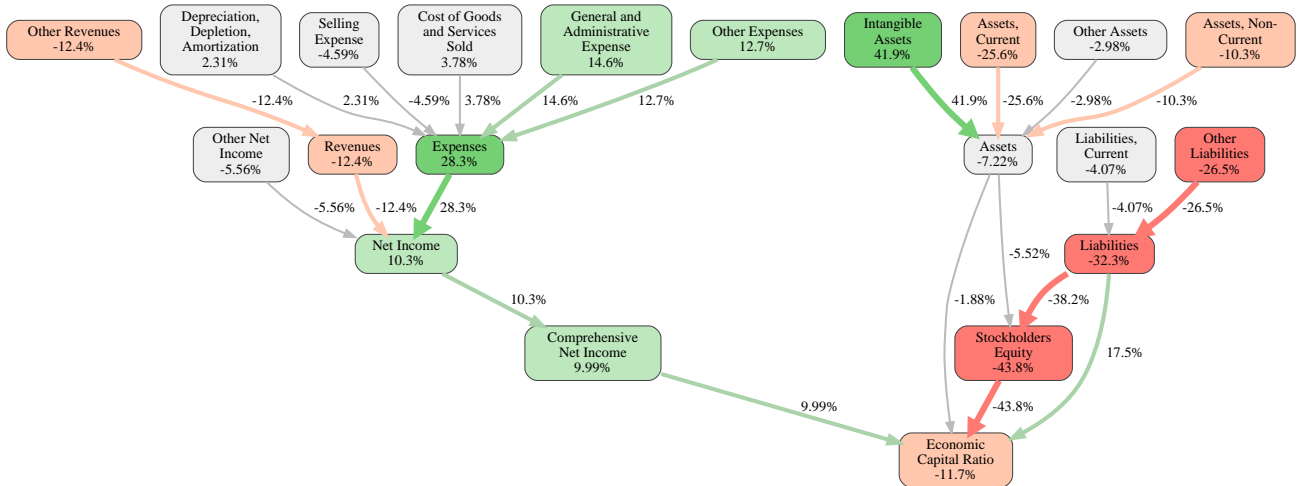 Other Revenues
-12.4%
Depreciation,
Depletion,
Amortization
2.31%
Selling
Expense
-4.59%
Cost of Goods
and Services
Sold
3.78%
General and
Administrative
Expense
14.6%
Other Expenses
12.7%
Intangible
Assets
41.9%
Assets,
Current
-25.6%
Other Assets
-2.98%
Assets, Non-
Current
-10.3%
-12.4%
2.31%
-4.59%
3.78%
14.6%
12.7%
41.9%
-25.6%
-2.98%
-10.3%
Other Net
Income
-5.56%
Revenues
-12.4%
Expenses
28.3%
Assets
-7.22%
Liabilities,
Current
-4.07%
Other
Liabilities
-26.5%
-5.56%
-12.4%
28.3%
-4.07%
-26.5%
Net Income
10.3%
-5.52%
Liabilities
-32.3%
10.3%
-1.88%
-38.2%
Comprehensive
Net Income
9.99%
Stockholders
Equity
-43.8%
17.5%
9.99%
-43.8%
Economic
Capital Ratio
-11.7%